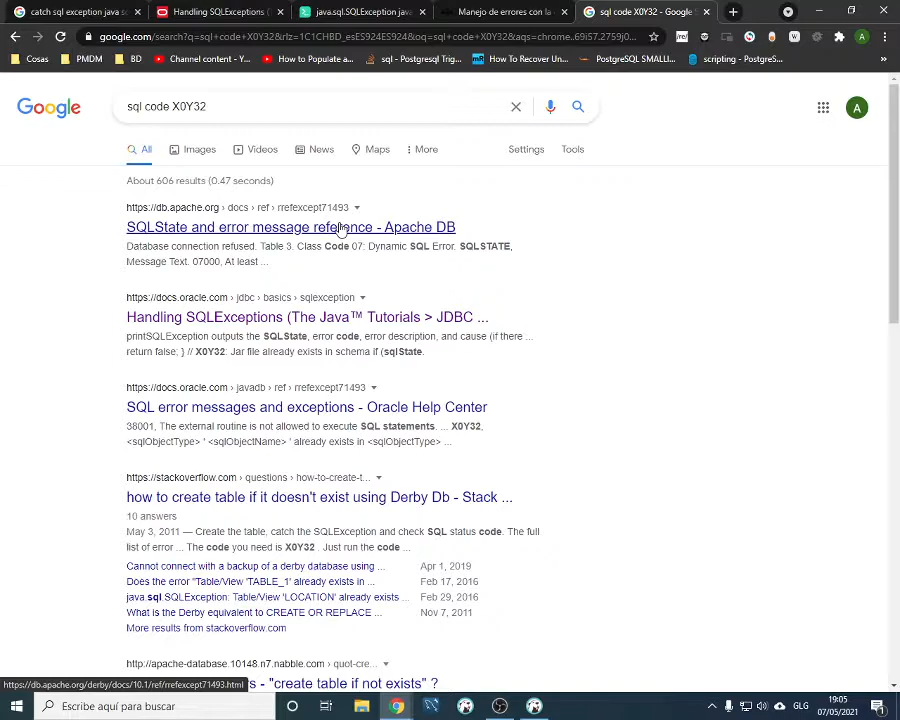 catch sql exception java s
Handling SQLExceptions (T
java.sql.SQLException jav
Manejo de errores con la
sql code X0Y32 - Google S
google.com/search?q=sql+code+X0Y32&rlz=1C1CHBD_esES924ES924&oq=sql+code+X0Y32&aqs=chrome..69i57.2759j0...
Cosas
PMDM
BD
Channel content - Y...
How to Populate a...
sql - Postgresql Trig...
How To Recover Un...
PostgreSQL SMALLI...
scripting - PostgreS...
»
Google
sql code X0Y32
A
All
Images
Videos
News
Maps
More
Settings
Tools
About 606 results (0.47 seconds)
https://db.apache.org › docs › ref › rrefexcept71493
SQLState and error message reference - Apache DB
Database connection refused. Table 3. Class Code 07: Dynamic SQL Error. SQLSTATE,
Message Text. 07000, At least ...
https://docs.oracle.com › jdbc › basics › sqlexception
Handling SQLExceptions (The Java™ Tutorials > JDBC ...
printSQLException outputs the SQLState, error code, error description, and cause (if there ...
return false; } // X0Y32: Jar file already exists in schema if (sqlState.
https://docs.oracle.com › javadb › ref › rrefexcept71493
SQL error messages and exceptions - Oracle Help Center
38001, The external routine is not allowed to execute SQL statements. ... X0Y32,
<sqlObjectType> ' <sqlObjectName> ' already exists in <sqlObjectType> ...
https://stackoverflow.com › questions › how-to-create-t...
how to create table if it doesn't exist using Derby Db - Stack ...
10 answers
May 3, 2011 — Create the table, catch the SQLException and check SQL status code. The full
list of error ... The code you need is X0Y32 . Just run the code ...
Cannot connect with a backup of a derby database using ... Apr 1, 2019
Does the error "Table/View 'TABLE_1' already exists in ... Feb 17, 2016
java.sql.SQLException: Table/View 'LOCATION' already exists ... Feb 29, 2016
What is the Derby equivalent to CREATE OR REPLACE ... Nov 7, 2011
More results from stackoverflow.com
http://apache-database.10148.n7.nabble.com › quot-cre...
s - "create table if not exists" ?
https://db.apache.org/derby/docs/10.1/ref/rrefexcept71493.html
Escribe aquí para buscar
GLG
19:05
07/05/2021